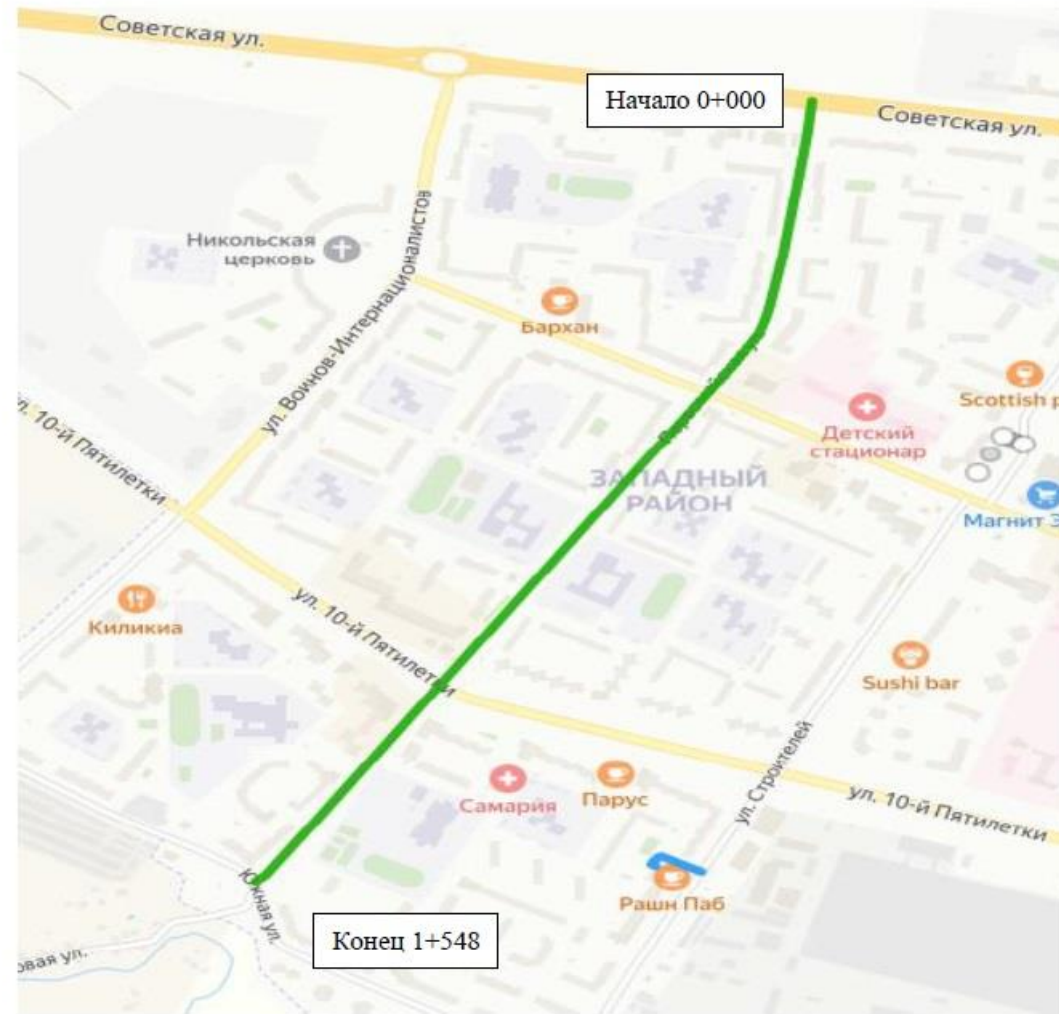 Советская ул.
Начало 0+000
Советская ул.
Никольская
церковь
ул. Воинов-Интернационалистов
Бархан
Scottish p
Детский
стационар
ул. 10-й Пятилетки
ЗАПАДНЫЙ
РАЙОН
Магнит Э
Киликиа
ул. 10-й Пятилетки
Sushi bar
Самария
Парус
ул. Строителей
ул. 10-й Пятилетки
Рашн Паб
Южная ул.
Конец 1+548
овая ул.